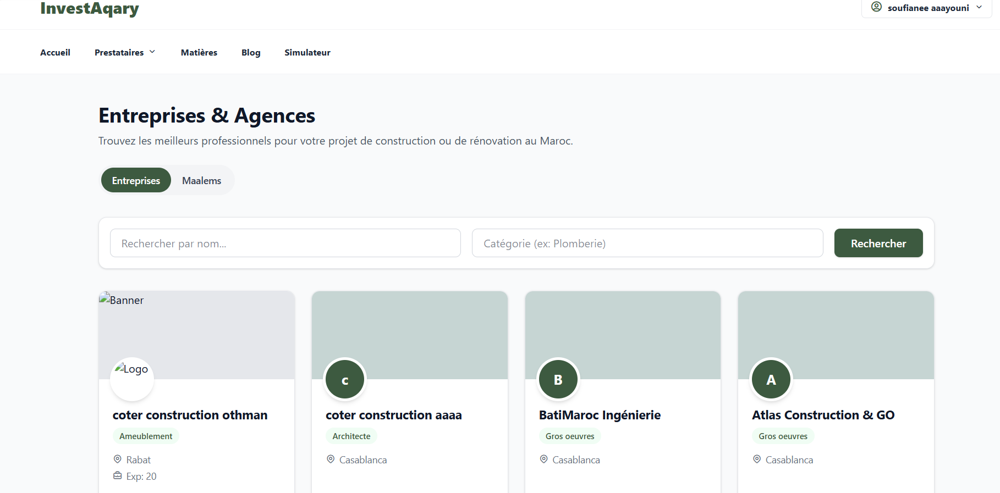 InvestAqary
soufianee aaayouni
Accueil Prestataires Matières Blog Simulateur
Entreprises & Agences
Trouvez les meilleurs professionnels pour votre projet de construction ou de rénovation au Maroc.
Entreprises Maalems
Rechercher par nom... Catégorie (ex: Plomberie) Rechercher
Banner
Logo
c
B
A
coter construction othman
Ameublement
Rabat
Exp: 20
coter construction aaaa
Architecte
Casablanca
BatiMaroc Ingénierie
Gros oeuvres
Casablanca
Atlas Construction & GO
Gros oeuvres
Casablanca